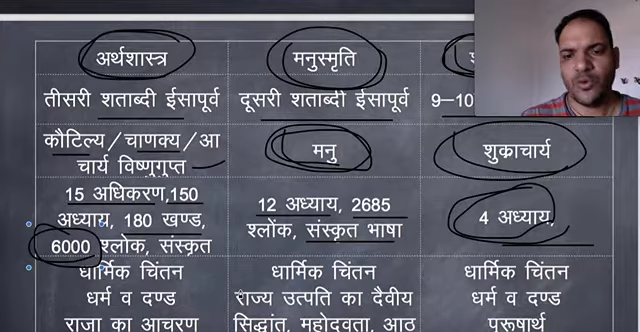 अर्थशास्त्र मनुस्मृति
तीसरी शताब्दी ईसापूर्व दूसरी शताब्दी ईसापूर्व 9-10
कौटिल्य/चाणक्य/आ
चार्य विष्णुगुप्त मनु शुक्राचार्य
15 अधिकरण,150
अध्याय, 180 खण्ड,
6000 श्लोक, संस्कृत
12 अध्याय, 2685
श्लोंक, संस्कृत भाषा
4 अध्याय,
धार्मिक चिंतन धार्मिक चिंतन धार्मिक चिंतन
धर्म व दण्ड राज्य उत्पति का दैवीय धर्म व दण्ड
राजा का आचरण सिद्धांत, महोदवता, आठ पुरूषार्थ